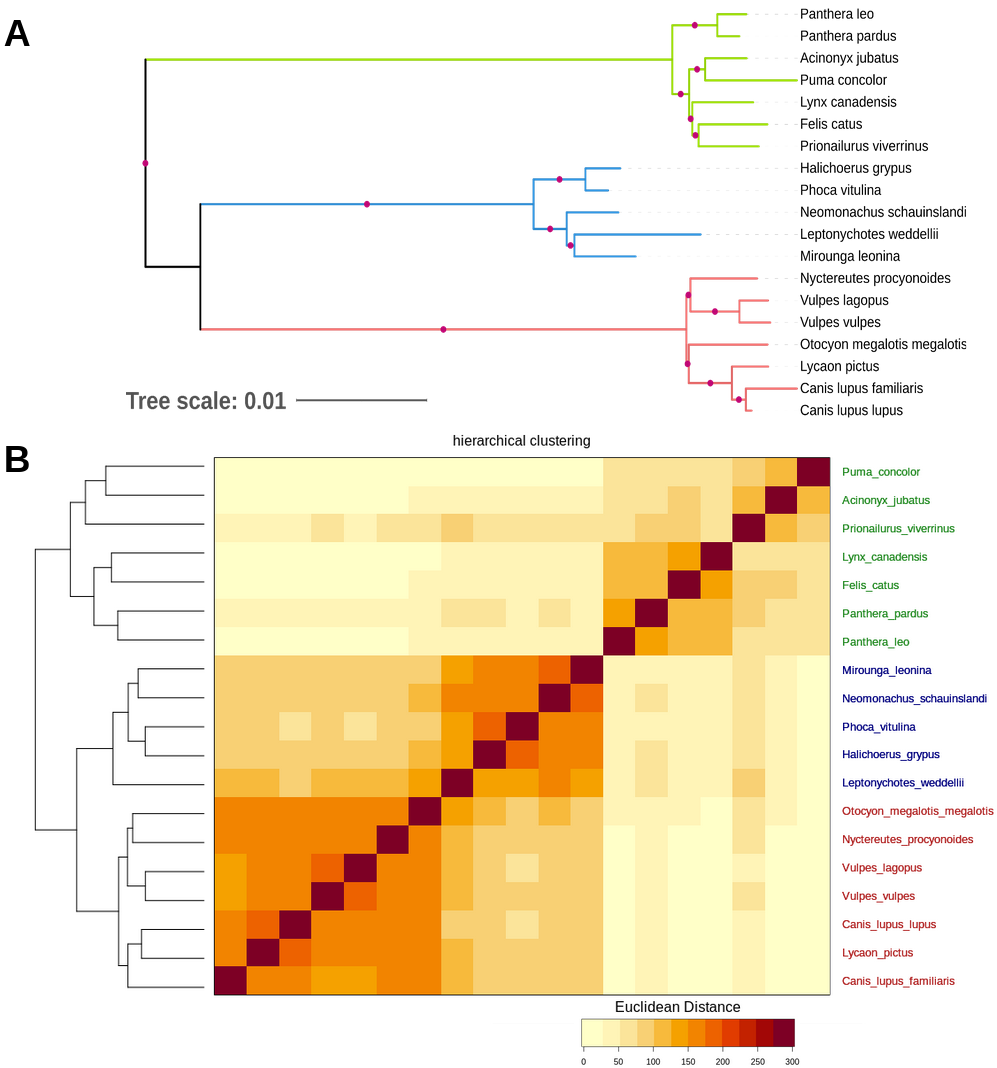 A
Panthera leo
Panthera pardus
Acinonyx jubatus
Puma concolor
Lynx canadensis
Felis catus
Prionailurus viverrinus
Halichoerus grypus
Phoca vitulina
Neomonachus schauinslandi
Leptonychotes weddellii
Mirounga leonina
Nyctereutes procyonoides
Vulpes lagopus
Vulpes vulpes
Otocyon megalotis megalotis
Lycaon pictus
Canis lupus familiaris
Canis lupus lupus
Tree scale: 0.01
B
hierarchical clustering
Puma_concolor
Acinonyx_jubatus
Prionailurus_viverrinus
Lynx_canadensis
Felis_catus
Panthera_pardus
Panthera_leo
Mirounga_leonina
Neomonachus_schauinslandi
Phoca_vitulina
Halichoerus_grypus
Leptonychotes_weddellii
Otocyon_megalotis_megalotis
Nyctereutes_procyonoides
Vulpes_lagopus
Vulpes_vulpes
Canis_lupus_lupus
Lycaon_pictus
Canis_lupus_familiaris
Euclidean Distance
0 50 100 150 200 250 300